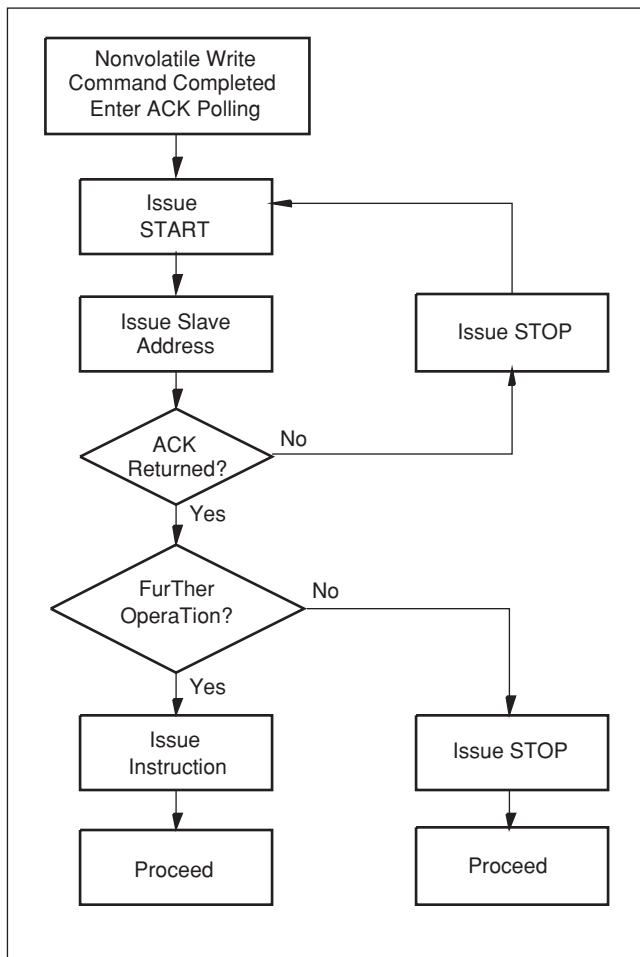 Nonvolatile Write
Command Completed
Enter ACK Polling
Issue
START
Issue Slave
Address
Issue STOP
ACK
Returned?
No
Yes
FurTher
OperaTion?
No
Yes
Issue
Instruction
Issue STOP
Proceed
Proceed